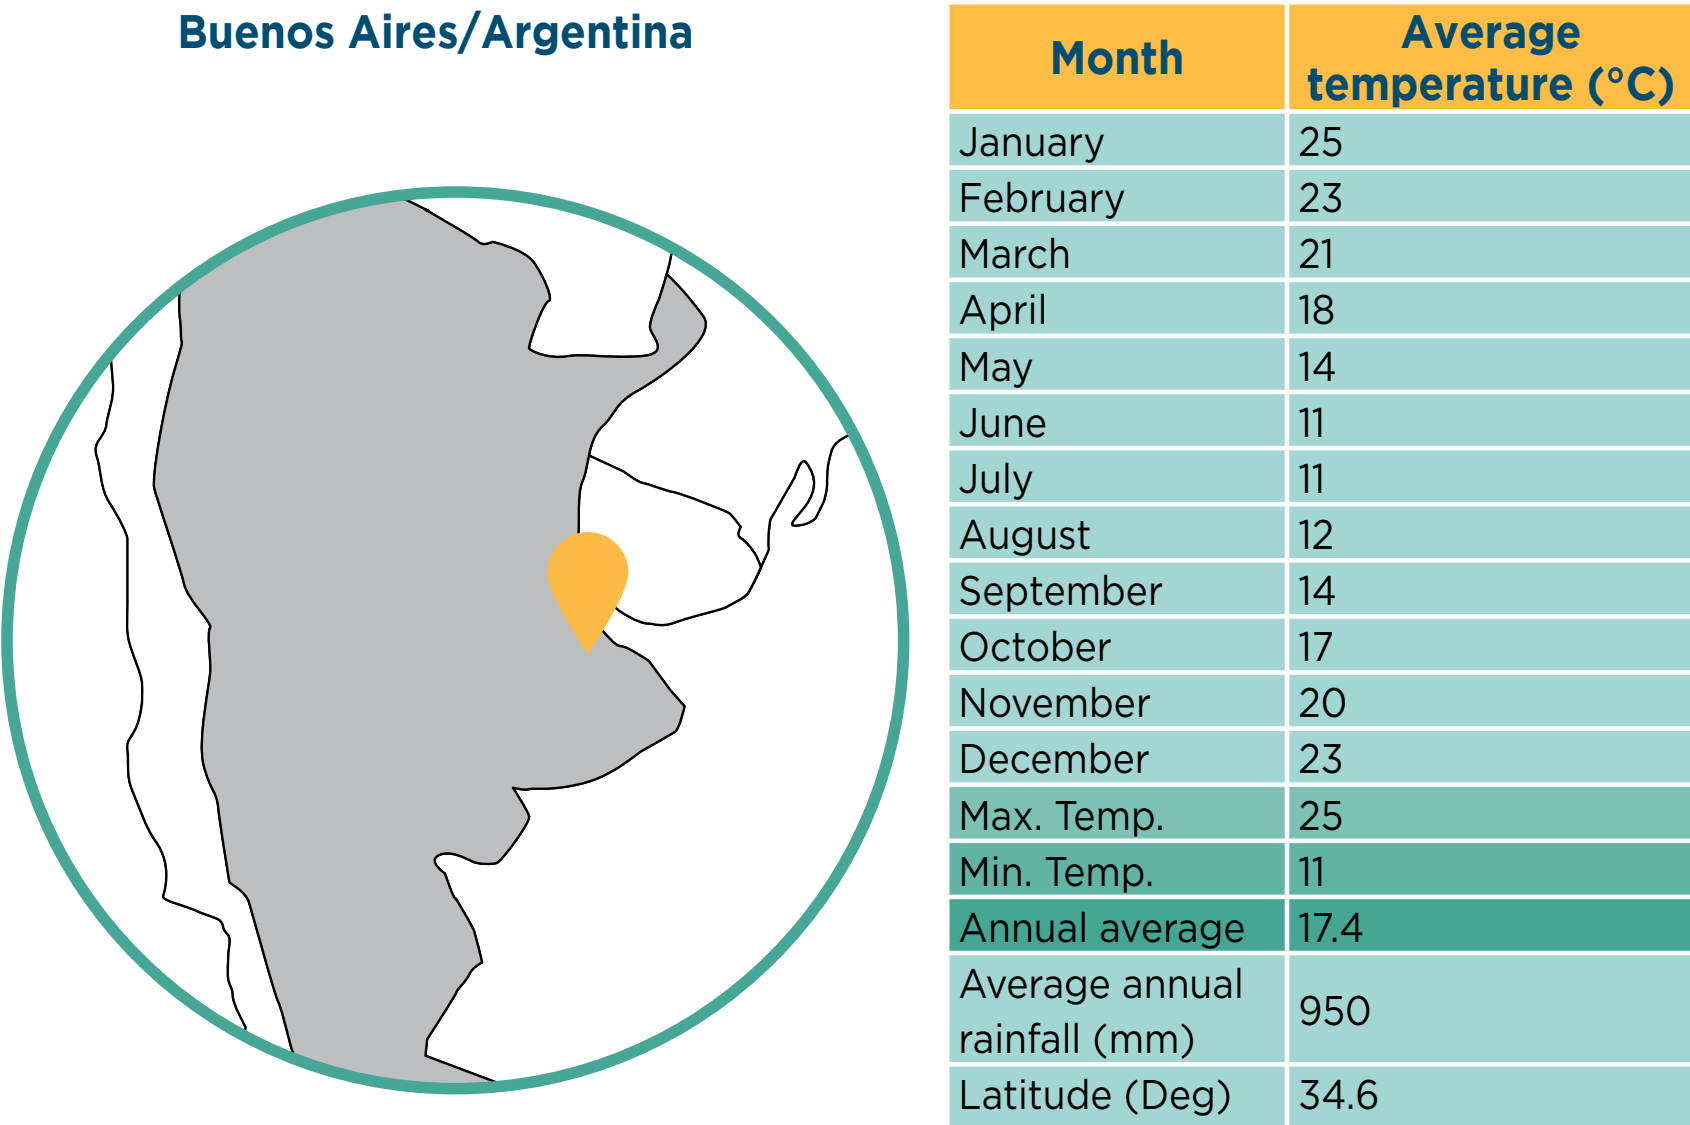 Buenos Aires/Argentina
Month
Average
temperature (°C)
January 25
February 23
March 21
April 18
May 14
June 11
July 11
August 12
September 14
October 17
November 20
December 23
Max. Temp. 25
Min. Temp. 11
Annual average 17.4
Average annual
rainfall (mm)
950
Latitude (Deg) 34.6